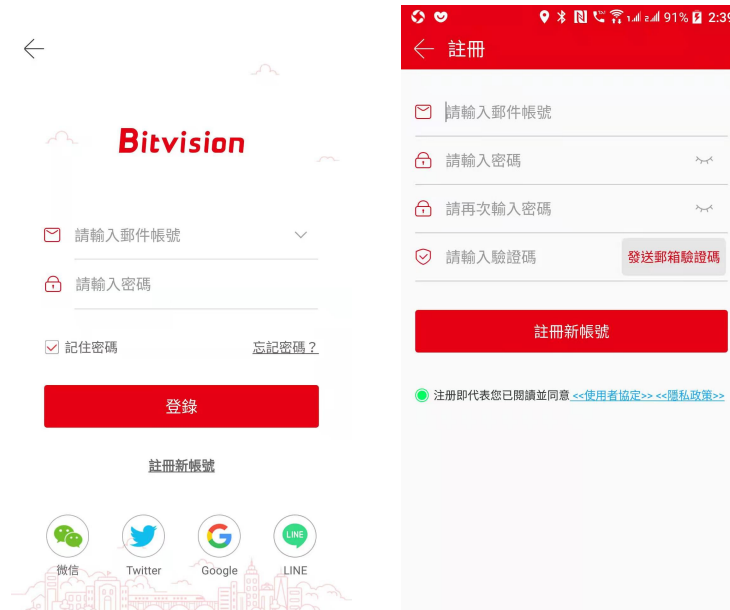 Bitvision
請輸入郵件帳號
請輸入密碼
記住密碼 忘記密碼？
登錄
註冊新帳號
微信 Twitter Google LINE
91% 2:39
註冊
請輸入郵件帳號
請輸入密碼
請再次輸入密碼
請輸入驗證碼 發送郵箱驗證碼
註冊新帳號
注册即代表您已閱讀並同意 <<使用者協定>> <<隱私政策>>